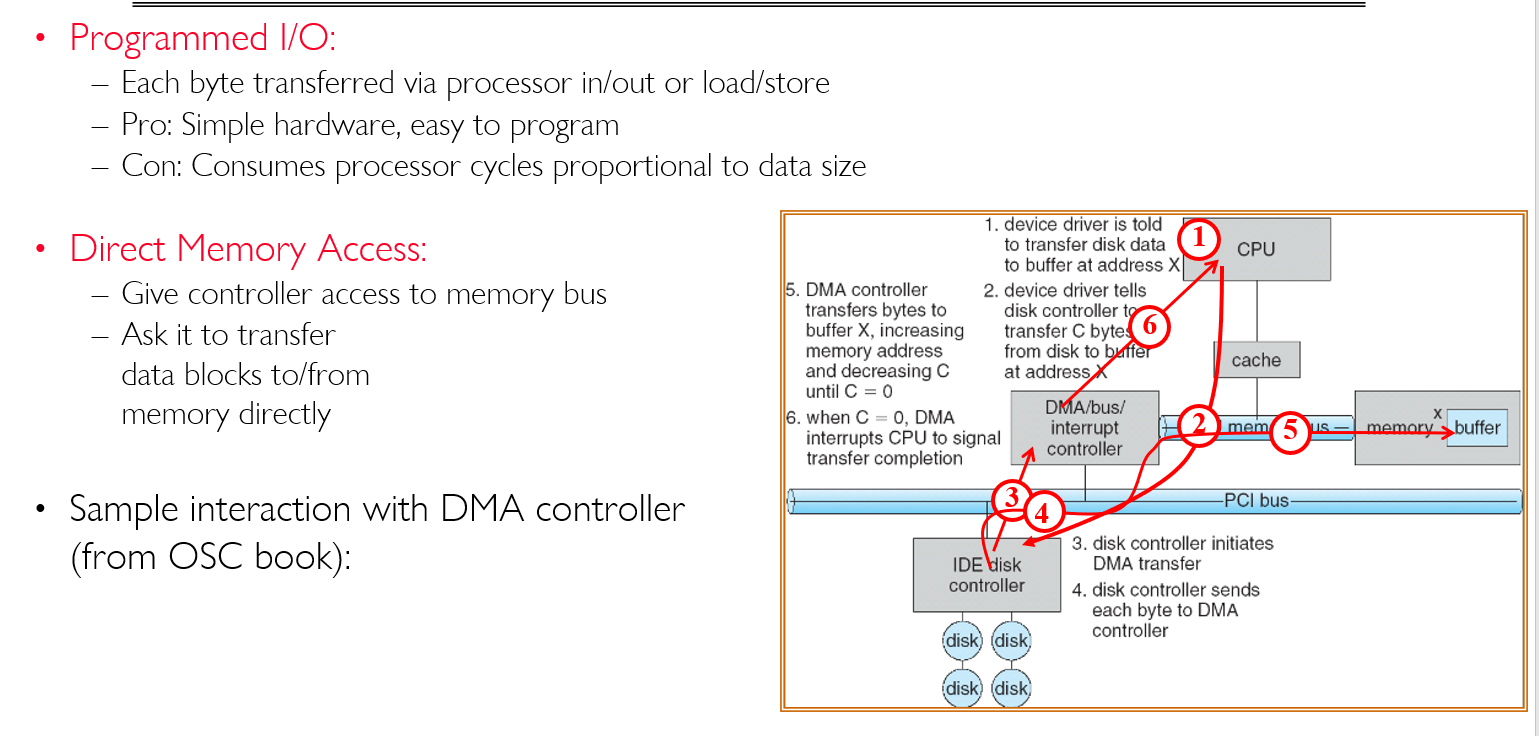 • Programmed I/O:
– Each byte transferred via processor in/out or load/store
– Pro: Simple hardware, easy to program
– Con: Consumes processor cycles proportional to data size
• Direct Memory Access:
– Give controller access to memory bus
– Ask it to transfer
data blocks to/from
memory directly
• Sample interaction with DMA controller
(from OSC book):
1. device driver is told
to transfer disk data
to buffer at address X
2. device driver tells
disk controller to
transfer C bytes
from disk to buffer
at address X
5. DMA controller
transfers bytes to
buffer X, increasing
memory address
and decreasing C
until C = 0
6. when C = 0, DMA
interrupts CPU to signal
transfer completion
1
CPU
6
cache
DMA/bus/
interrupt
controller
2
5
memory
x
buffer
3
4
PCI bus
IDE disk
controller
3. disk controller initiates
DMA transfer
4. disk controller sends
each byte to DMA
controller
disk disk
disk disk